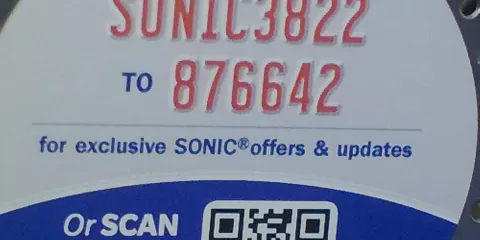 SONIC3822
TO 876642
for exclusive SONIC® offers & updates
Or SCAN